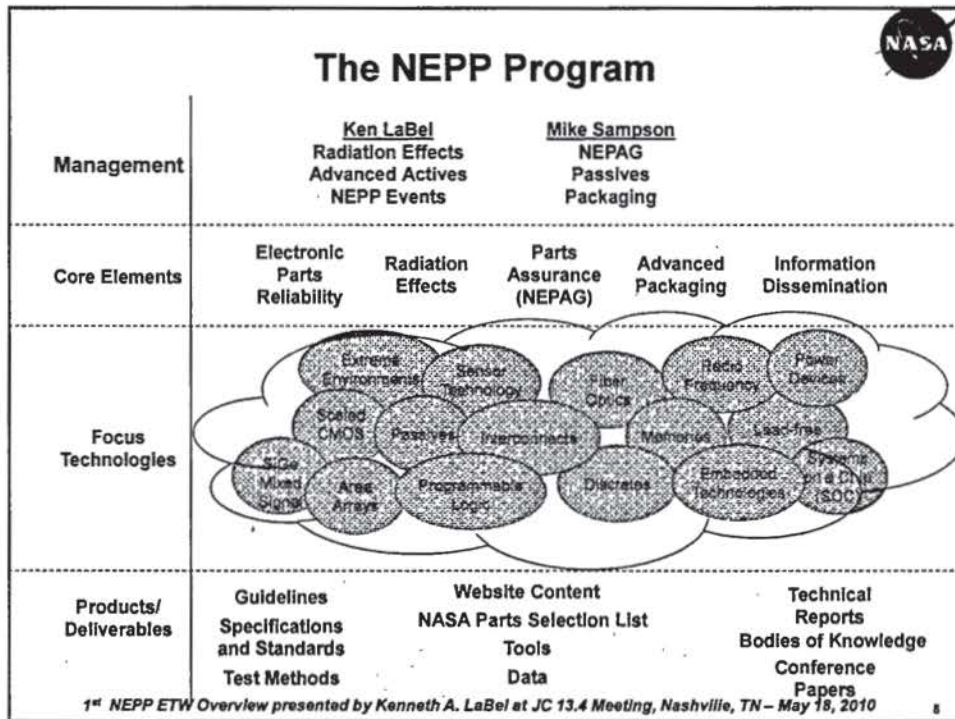 NASA
The NEPP Program
Management
Ken LaBel
Radiation Effects
Advanced Actives
NEPP Events
Mike Sampson
NEPAG
Passives
Packaging
Core Elements
Electronic
Parts
Reliability
Radiation
Effects
Parts
Assurance
(NEPAG)
Advanced
Packaging
Information
Dissemination
Focus
Technologies
Extreme
Environments
Sensor
Technology
Fiber
Optics
Radio
Frequency
Power
Devices
Scaled
CMOS
Passives
Interconnects
Memories
Lead-free
SiGe
Mixed
Signal
Area
Arrays
Programmable
Logic
Discretes
Embedded
Technologies
Systems
on a Chip
(SOC)
Products/
Deliverables
Guidelines
Specifications
and Standards
Test Methods
Website Content
NASA Parts Selection List
Tools
Data
Technical
Reports
Bodies of Knowledge
Conference
Papers
1st NEPP ETW Overview presented by Kenneth A. LaBel at JC 13.4 Meeting, Nashville, TN – May 18, 2010
8